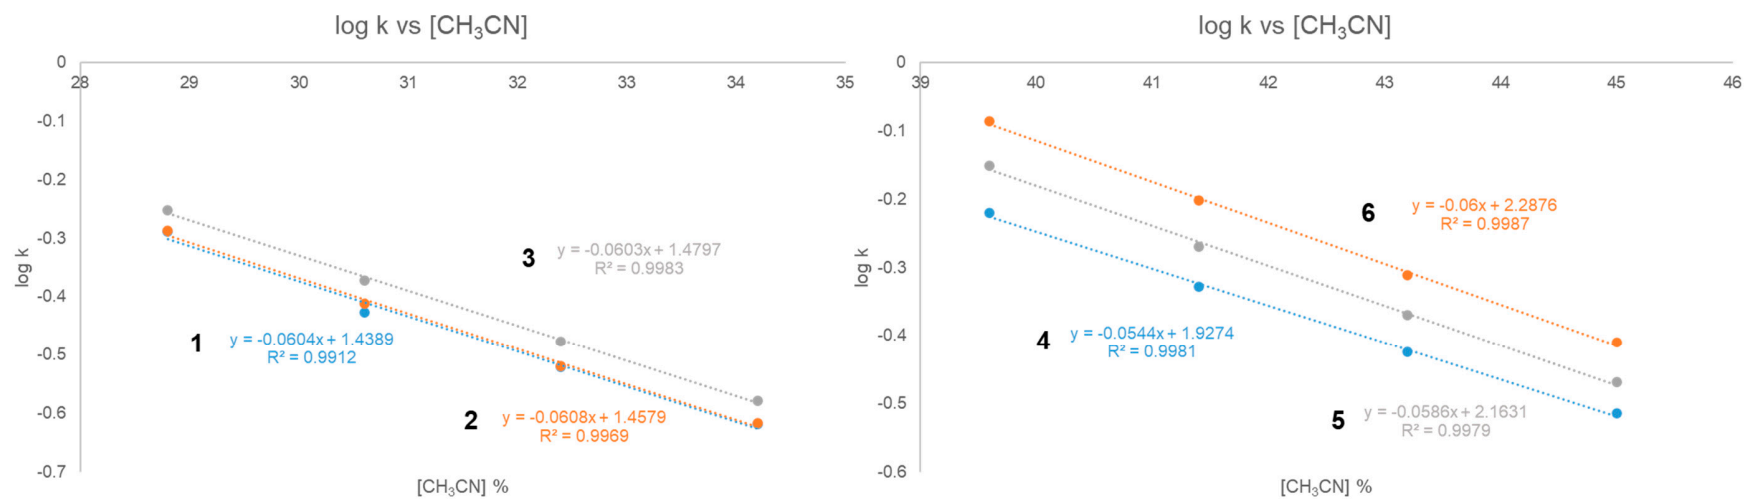 log k vs [CH₃CN]
0
28 29 30 31 32 33 34 35
-0.1
-0.2
-0.3
-0.4
-0.5
-0.6
-0.7
log k
3
y = -0.0603x + 1.4797
R² = 0.9983
1
y = -0.0604x + 1.4389
R² = 0.9912
2
y = -0.0608x + 1.4579
R² = 0.9969
[CH₃CN] %
log k vs [CH₃CN]
0
39 40 41 42 43 44 45 46
-0.1
-0.2
-0.3
-0.4
-0.5
-0.6
log k
6
y = -0.06x + 2.2876
R² = 0.9987
4
y = -0.0544x + 1.9274
R² = 0.9981
5
y = -0.0586x + 2.1631
R² = 0.9979
[CH₃CN] %